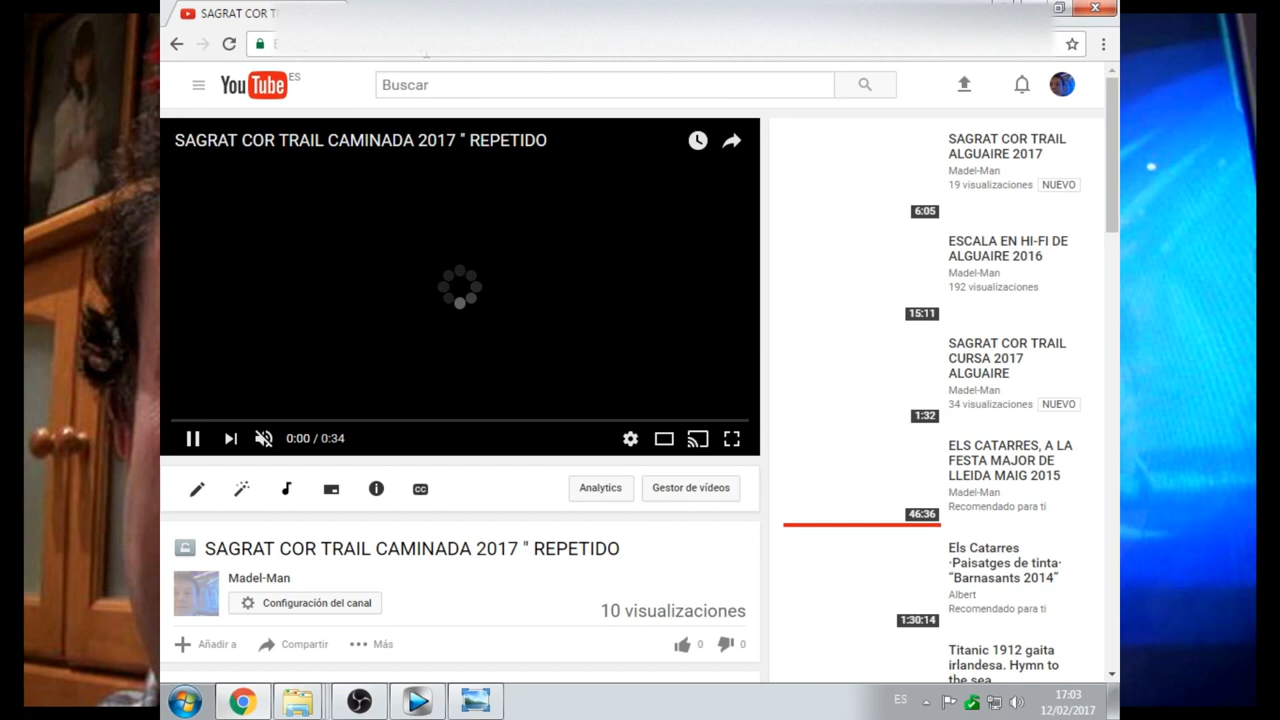 SAGRAT COR T
YouTube ES
Buscar
SAGRAT COR TRAIL CAMINADA 2017 " REPETIDO
0:00 / 0:34
Analytics
Gestor de vídeos
SAGRAT COR TRAIL CAMINADA 2017 " REPETIDO
Madel-Man
Configuración del canal
10 visualizaciones
Añadir a
Compartir
Más
0
0
SAGRAT COR TRAIL
ALGUAIRE 2017
Madel-Man
19 visualizaciones NUEVO
6:05
ESCALA EN HI-FI DE
ALGUAIRE 2016
Madel-Man
192 visualizaciones
15:11
SAGRAT COR TRAIL
CURSA 2017
ALGUAIRE
Madel-Man
34 visualizaciones NUEVO
1:32
ELS CATARRES, A LA
FESTA MAJOR DE
LLEIDA MAIG 2015
Madel-Man
Recomendado para ti
46:36
Els Catarres
·Paisatges de tinta·
“Barnasants 2014”
Albert
Recomendado para ti
1:30:14
Titanic 1912 gaita
irlandesa. Hymn to
the sea
ES
17:03
12/02/2017